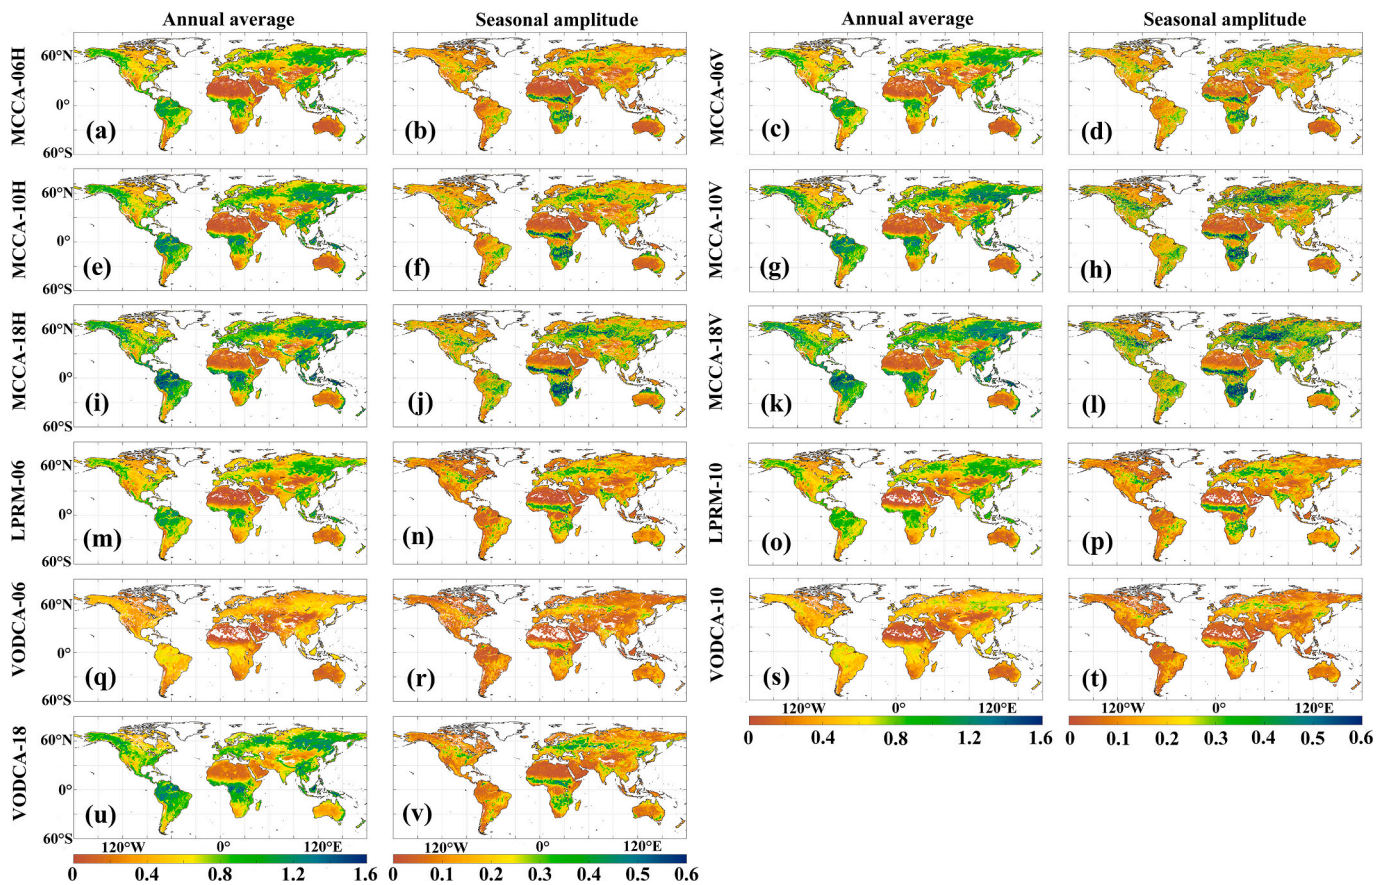 Annual average Seasonal amplitude Annual average Seasonal amplitude
MCCA-06H 60°N 0° 60°S (a) (b) MCCA-06V (c) (d)
MCCA-10H 60°N 0° 60°S (e) (f) MCCA-10V (g) (h)
MCCA-18H 60°N 0° 60°S (i) (j) MCCA-18V (k) (l)
LPRM-06 60°N 0° 60°S (m) (n) LPRM-10 (o) (p)
VODCA-06 60°N 0° 60°S (q) (r) VODCA-10 (s) (t)
120°W 0° 120°E 120°W 0° 120°E
0 0.4 0.8 1.2 1.6 0 0.1 0.2 0.3 0.4 0.5 0.6
VODCA-18 60°N 0° 60°S (u) (v)
120°W 0° 120°E 120°W 0° 120°E
0 0.4 0.8 1.2 1.6 0 0.1 0.2 0.3 0.4 0.5 0.6